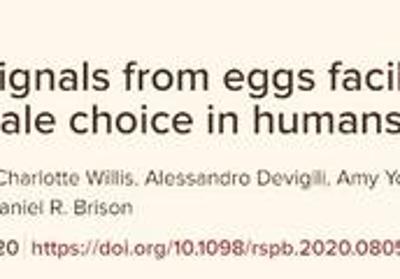 ignals from eggs facil
ale choice in humans
Charlotte Willis, Alessandro Devigili, Amy Yo
aniel R. Brison
20 https://doi.org/10.1098/rspb.2020.0805